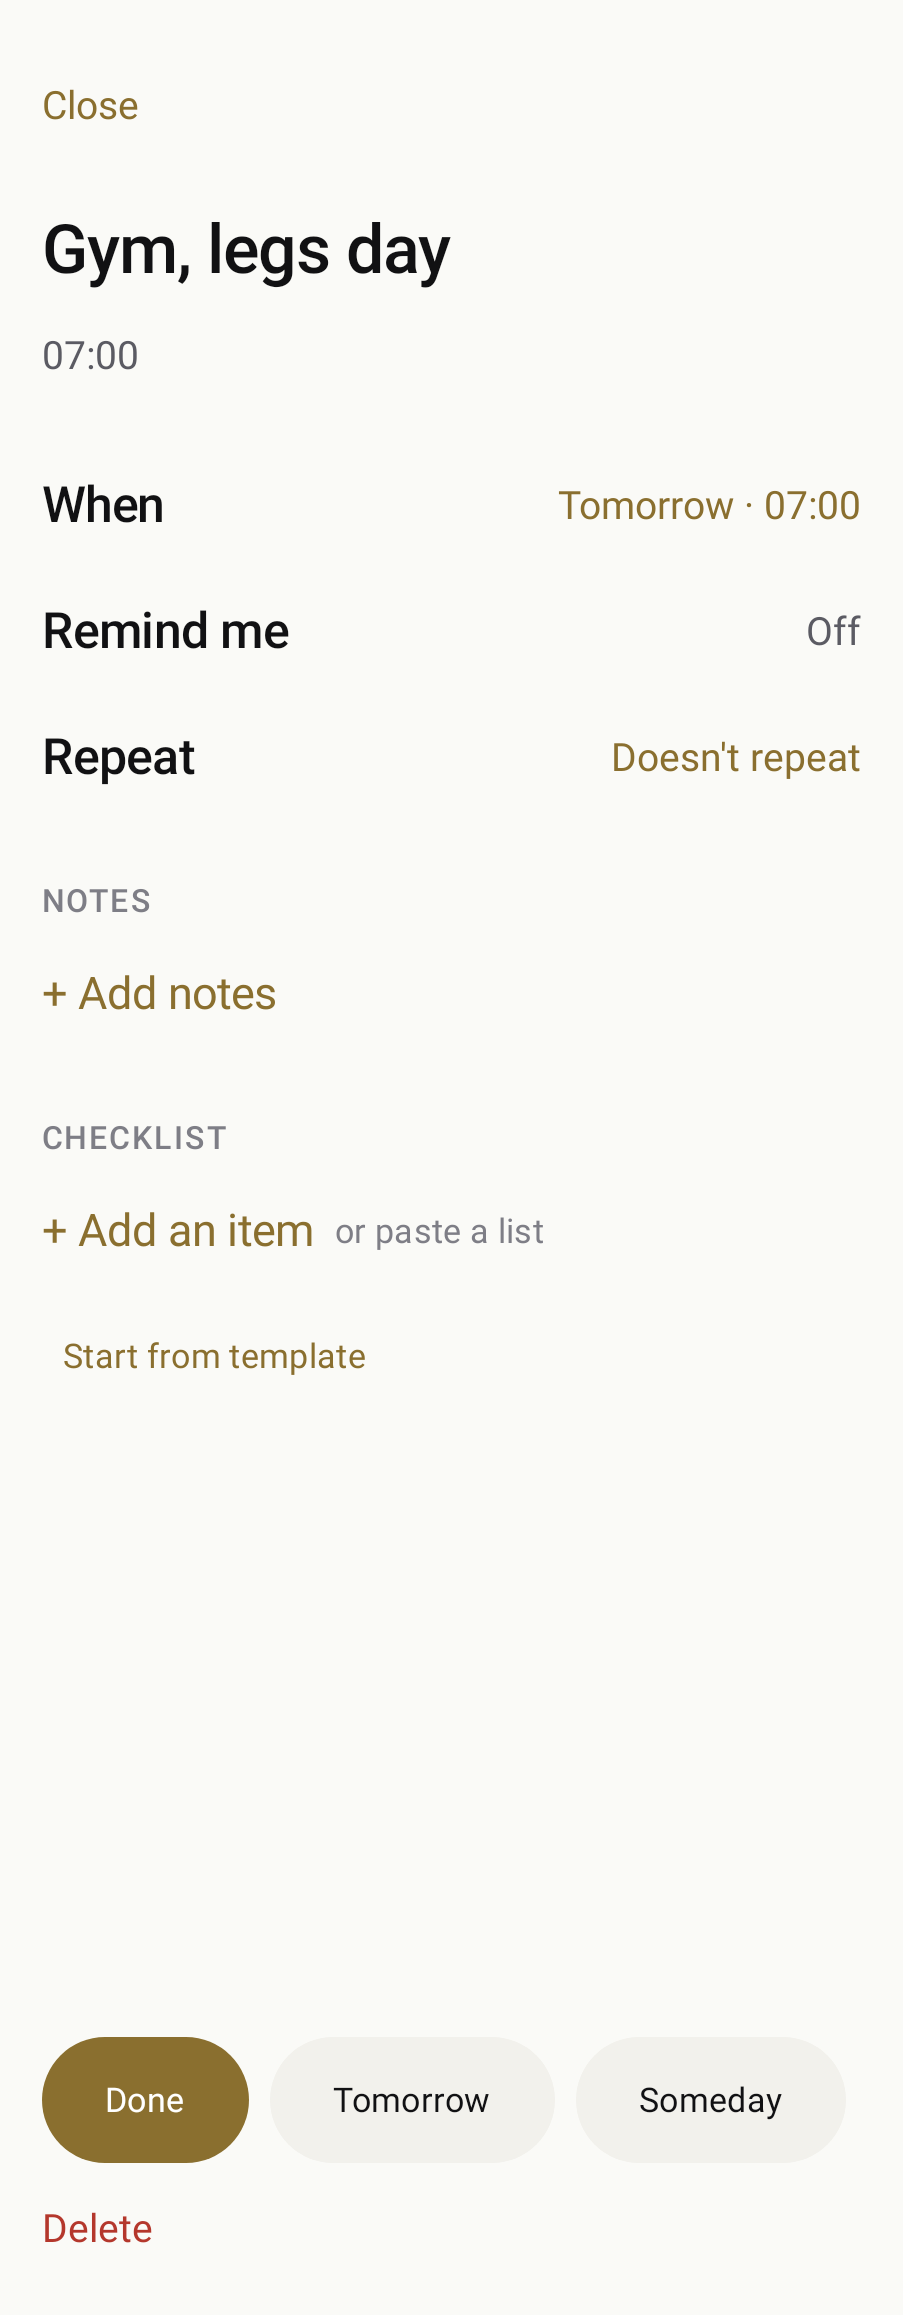 Close
Gym, legs day
07:00
When Tomorrow · 07:00
Remind me Off
Repeat Doesn't repeat
NOTES
+ Add notes
CHECKLIST
+ Add an item or paste a list
Start from template
Done Tomorrow Someday
Delete